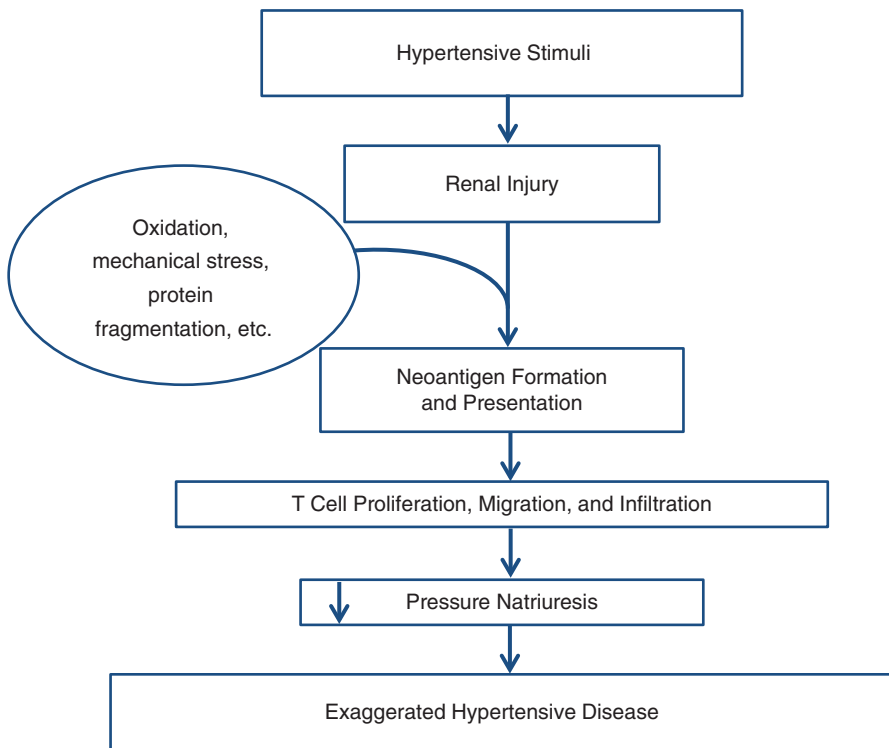 Hypertensive Stimuli
Renal Injury
Oxidation,
mechanical stress,
protein
fragmentation, etc.
Neoantigen Formation
and Presentation
T Cell Proliferation, Migration, and Infiltration
Pressure Natriuresis
Exaggerated Hypertensive Disease